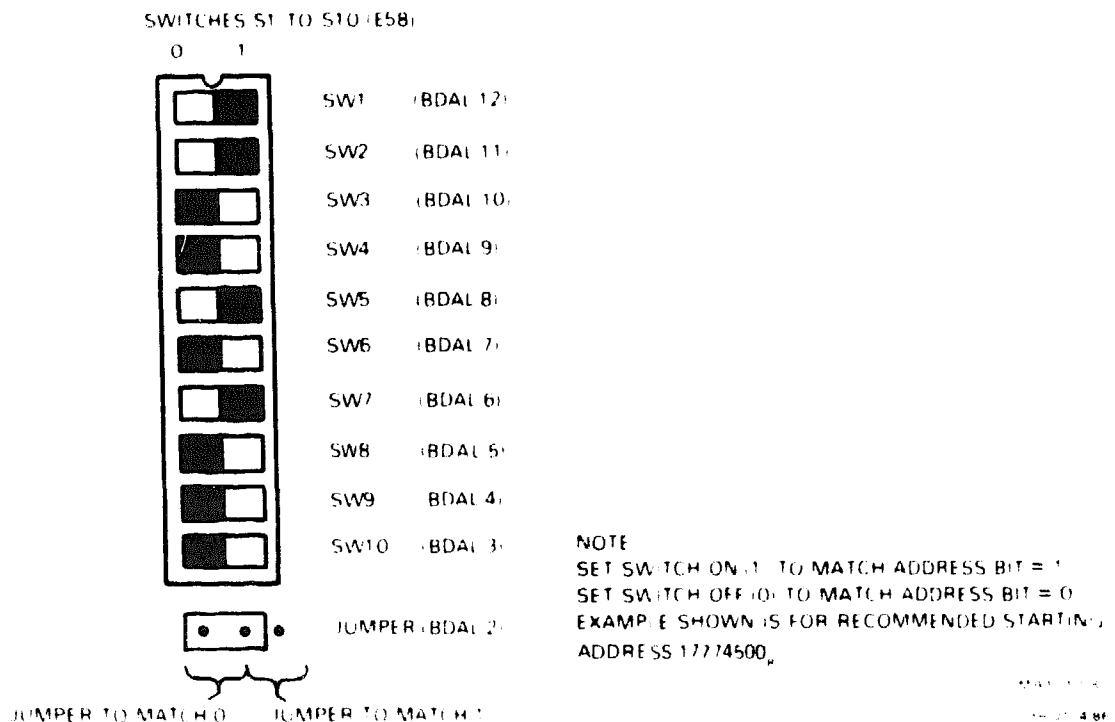 SWITCHES S1 TO S10 (E58)
0 1
SW1 (BDAL 12)
SW2 (BDAL 11)
SW3 (BDAL 10)
SW4 (BDAL 9)
SW5 (BDAL 8)
SW6 (BDAL 7)
SW7 (BDAL 6)
SW8 (BDAL 5)
SW9 BDAL 4)
SW10 (BDAL 3)
JUMPER (BDAL 2)
JUMPER TO MATCH 0 JUMPER TO MATCH 1
NOTE
SET SWITCH ON (1) TO MATCH ADDRESS BIT = 1
SET SWITCH OFF (0) TO MATCH ADDRESS BIT = 0
EXAMPLE SHOWN IS FOR RECOMMENDED STARTING
ADDRESS 17774500₈